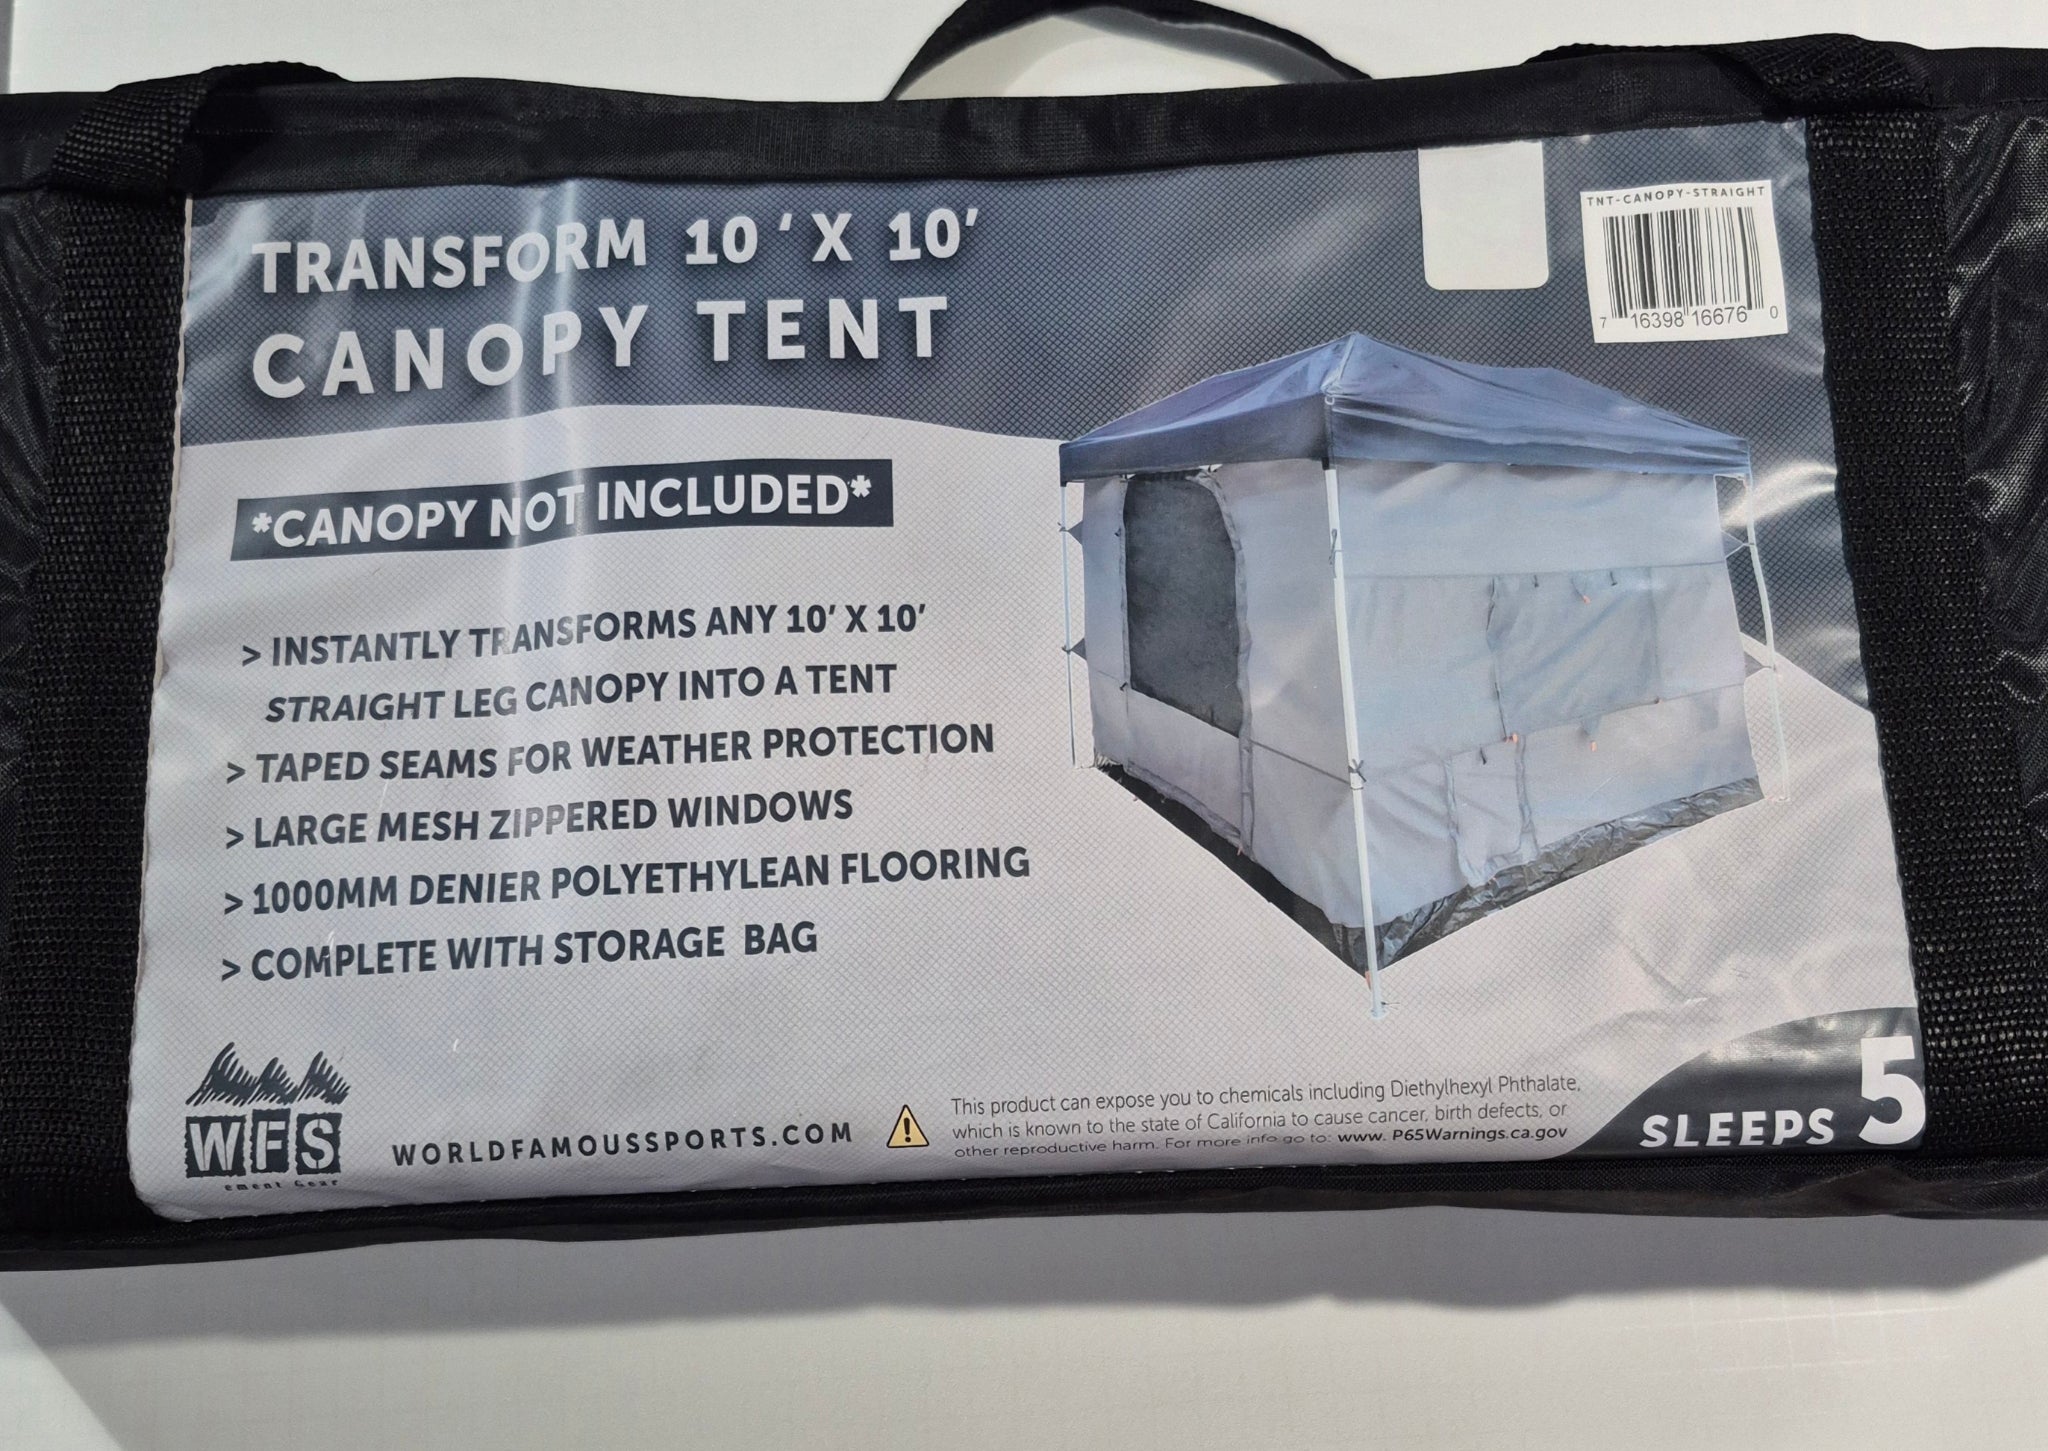 TRANSFORM 10 ' X 10'
CANOPY TENT
TNT-CANOPY-STRAIGHT
7 16398 16676 0
*CANOPY NOT INCLUDED*
> INSTANTLY TRANSFORMS ANY 10' X 10'
STRAIGHT LEG CANOPY INTO A TENT
> TAPED SEAMS FOR WEATHER PROTECTION
> LARGE MESH ZIPPERED WINDOWS
> 1000MM DENIER POLYETHYLEAN FLOORING
> COMPLETE WITH STORAGE BAG
WFS
ement Gear
WORLDFAMOUSSPORTS.COM
This product can expose you to chemicals including Diethylhexyl Phthalate,
which is known to the state of California to cause cancer, birth defects, or
other reproductive harm. For more info go to: www. P65Warnings.ca.gov
SLEEPS 5